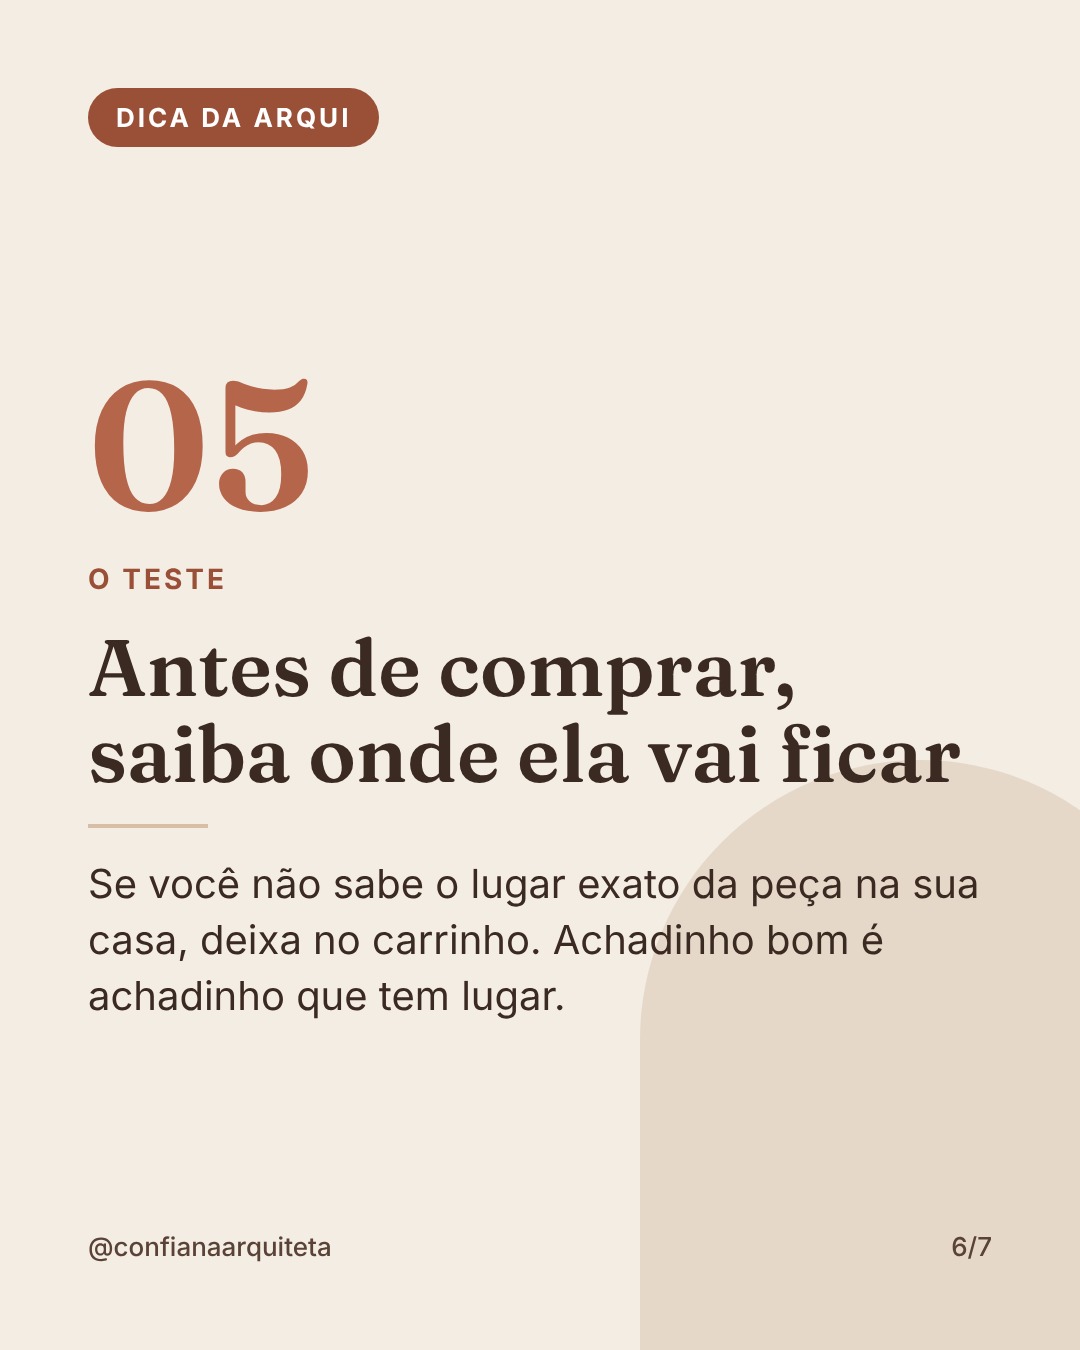 DICA DA ARQUI
05
O TESTE
Antes de comprar,
saiba onde ela vai ficar
Se você não sabe o lugar exato da peça na sua
casa, deixa no carrinho. Achadinho bom é
achadinho que tem lugar.
@confianaarquiteta
6/7